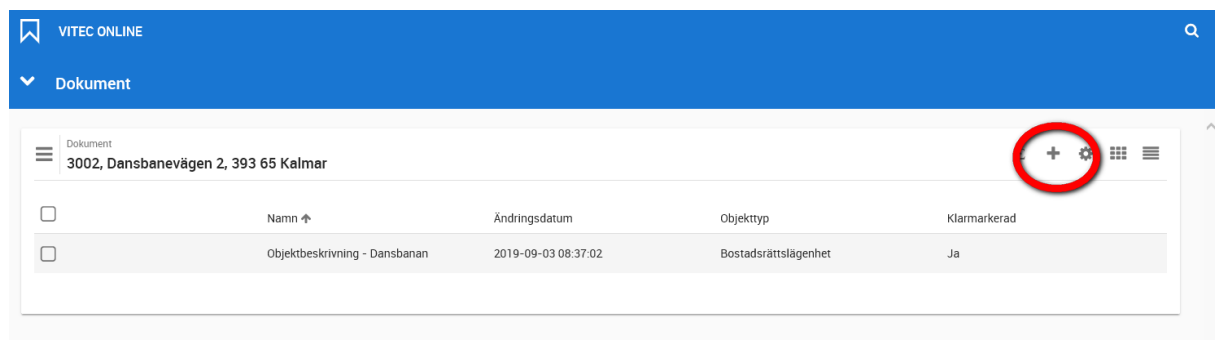 VITEC ONLINE
Dokument
Dokument
3002, Dansbanevägen 2, 393 65 Kalmar
Namn Ändringsdatum Objekttyp Klarmarkerad
Objektbeskrivning - Dansbanan 2019-09-03 08:37:02 Bostadsrättslägenhet Ja